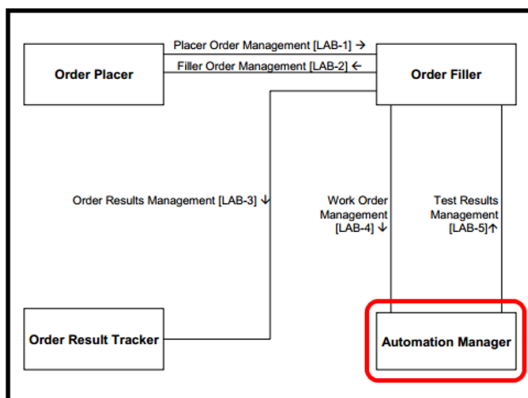 Placer Order Management [LAB-1] →
Filler Order Management [LAB-2] ←
Order Placer
Order Filler
Order Results Management [LAB-3] ↓
Work Order
Management
[LAB-4] ↓
Test Results
Management
[LAB-5]↑
Order Result Tracker
Automation Manager